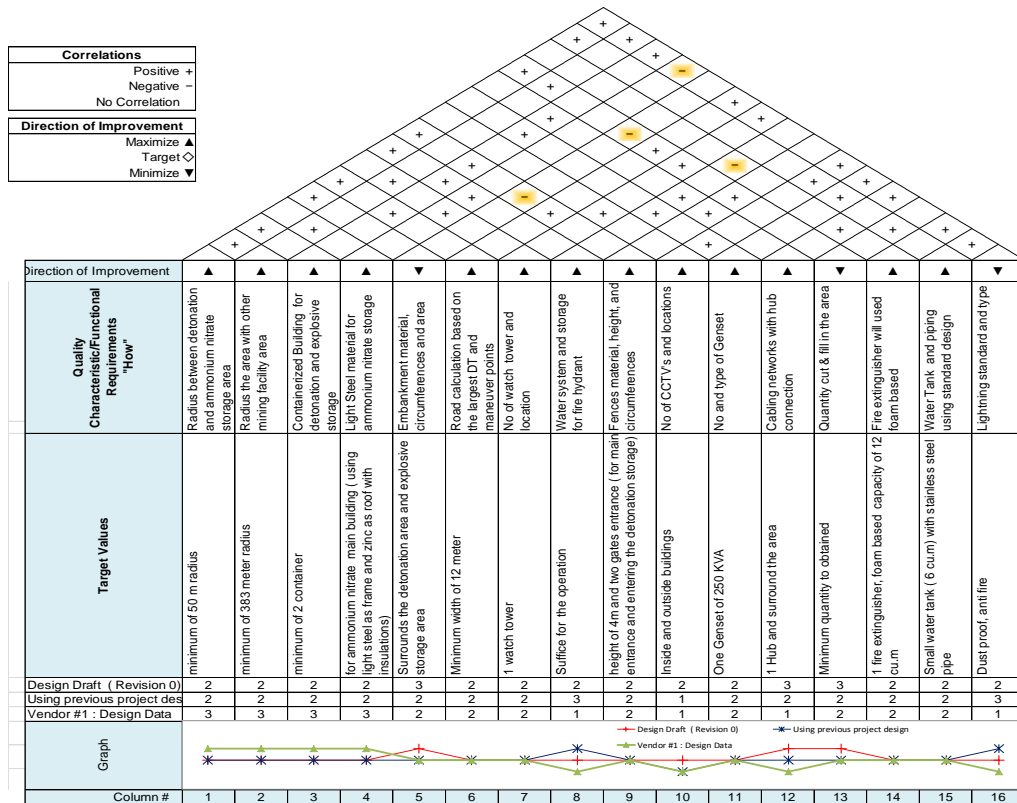 Correlations
Positive +
Negative −
No Correlation
Direction of Improvement
Maximize ▲
Target ◇
Minimize ▼
Direction of Improvement ▲ ▲ ▲ ▲ ▼ ▲ ▲ ▲ ▲ ▲ ▲ ▲ ▼ ▲ ▲ ▼
Quality
Characteristic/Functional
Requirements
"How"
Radius between detonation
and ammonium nitrate
storage area
Radius the area with other
mining facility area
Containerized Building for
detonation and explosive
storage
Light Steel material for
ammonium nitrate storage
Embankment material,
circumferences and area
Road calculation based on
the largest DT and
maneuver points
No of watch tower and
location
Water system and storage
for fire hydrant
Fences material, height, and
circumferences
No of CCTV's and locations
No and type of Genset
Cabling networks with hub
connection
Quantity cut & fill in the area
Fire extinguisher will used
foam based
Water Tank and piping
using standard design
Lightning standard and type
Target Values
minimum of 50 m radius
minimum of 383 meter radius
minimum of 2 container
for ammonium nitrate main building ( using
light steel as frame and zinc as roof with
insulations)
Surrounds the detonation area and explosive
storage area
Minimum width of 12 meter
1 watch tower
Suffice for the operation
height of 4m and two gates entrance ( for main
entrance and entering the detonation storage)
Inside and outside buildings
One Genset of 250 KVA
1 Hub and surround the area
Minimum quantity to obtained
1 fire extinguisher, foam based capacity of 12
cu.m
Small water tank ( 6 cu.m) with stainless steel
pipe
Dust proof, anti fire
Design Draft ( Revision 0) 2 2 2 2 3 2 2 2 2 2 2 3 3 2 2 2
Using previous project des 2 2 2 2 2 2 2 3 2 1 2 2 2 2 2 3
Vendor #1 : Design Data 3 3 3 3 2 2 2 1 2 1 2 1 2 2 2 1
Graph
Design Draft ( Revision 0)
Using previous project design
Vendor #1 : Design Data
Column # 1 2 3 4 5 6 7 8 9 10 11 12 13 14 15 16